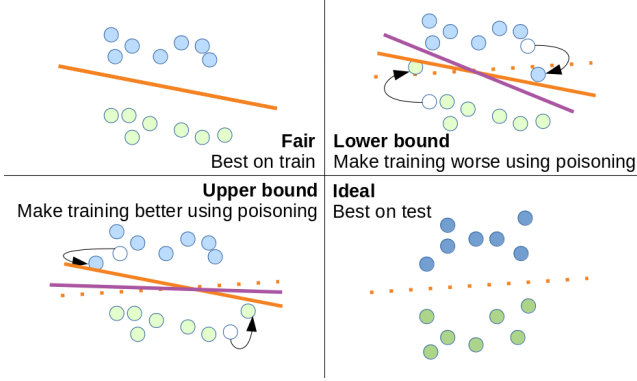 Fair
Best on train
Lower bound
Make training worse using poisoning
Upper bound
Make training better using poisoning
Ideal
Best on test